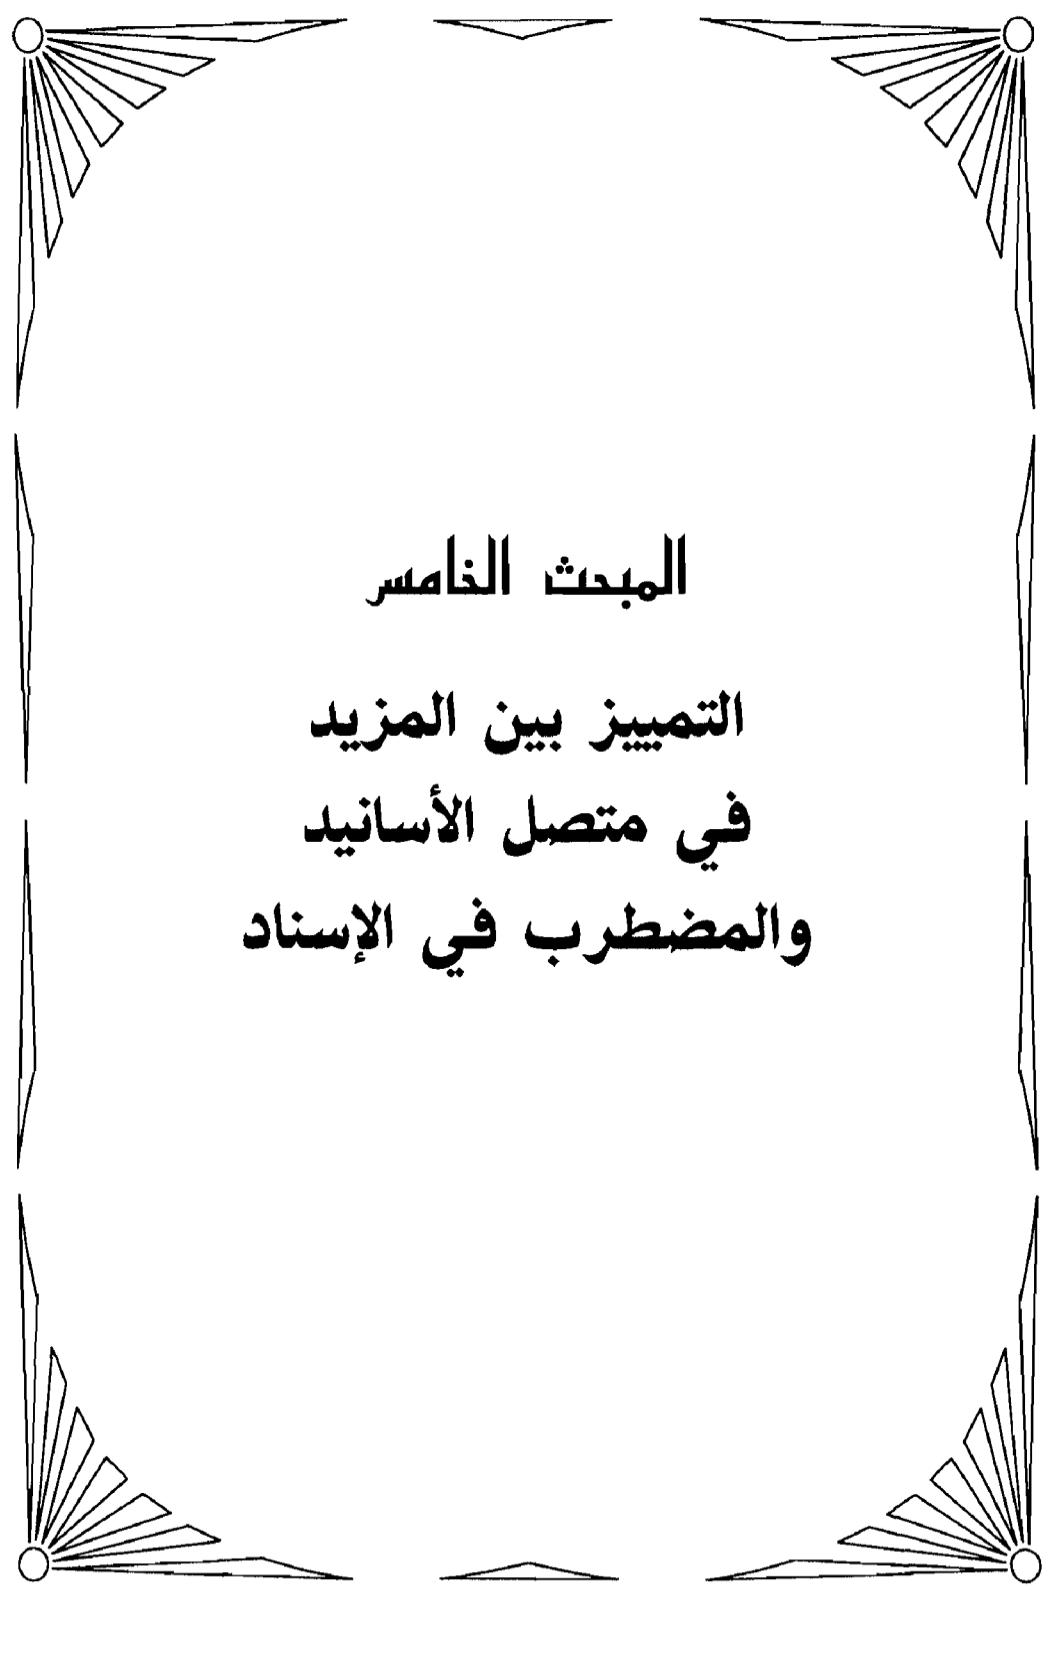 المبحث الخامس
التمييز بين المزيد
في متصل الأسانيد
والمضطرب في الإسناد